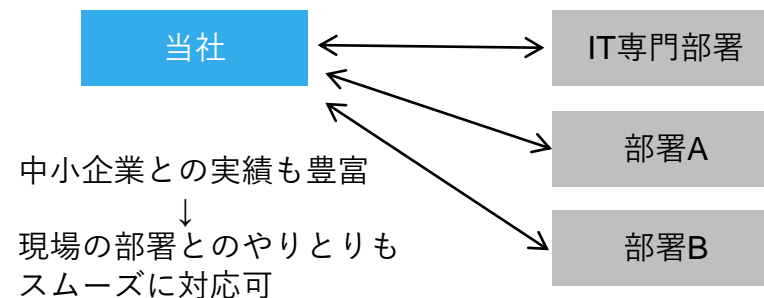 当社
IT専門部署
部署A
部署B
中小企業との実績も豊富
↓
現場の部署とのやりとりも
スムーズに対応可